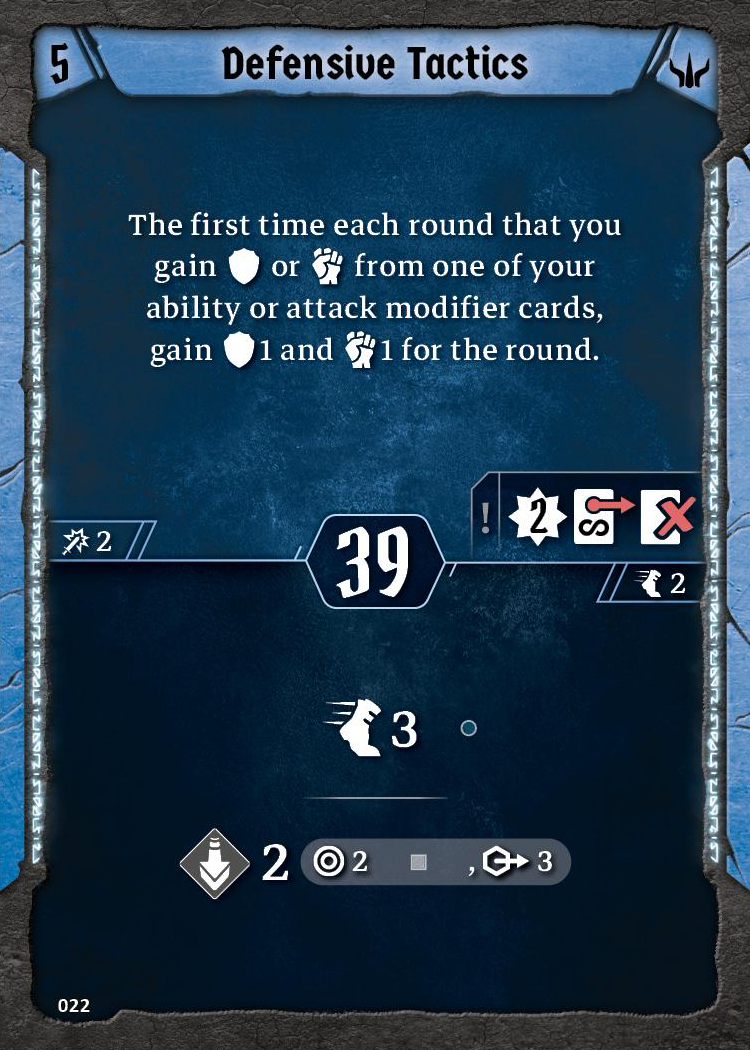 5
Defensive Tactics
The first time each round that you
gain or from one of your
ability or attack modifier cards,
gain 1 and 1 for the round.
! 2
2
39
2
3
2 2 , 3
022